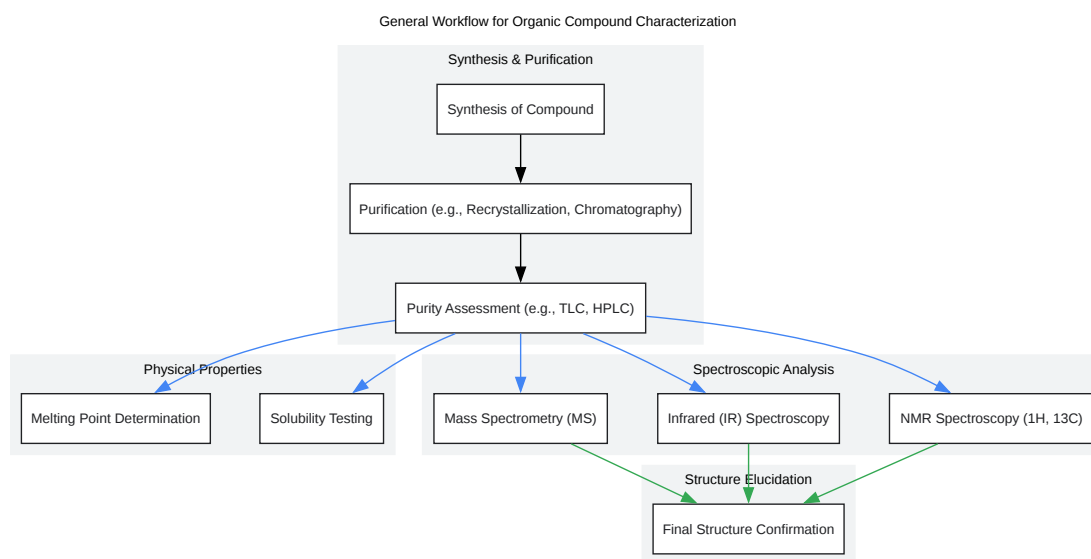 General Workflow for Organic Compound Characterization
Synthesis & Purification
Synthesis of Compound
Purification (e.g., Recrystallization, Chromatography)
Purity Assessment (e.g., TLC, HPLC)
Physical Properties
Spectroscopic Analysis
Melting Point Determination
Solubility Testing
Mass Spectrometry (MS)
Infrared (IR) Spectroscopy
NMR Spectroscopy (1H, 13C)
Structure Elucidation
Final Structure Confirmation